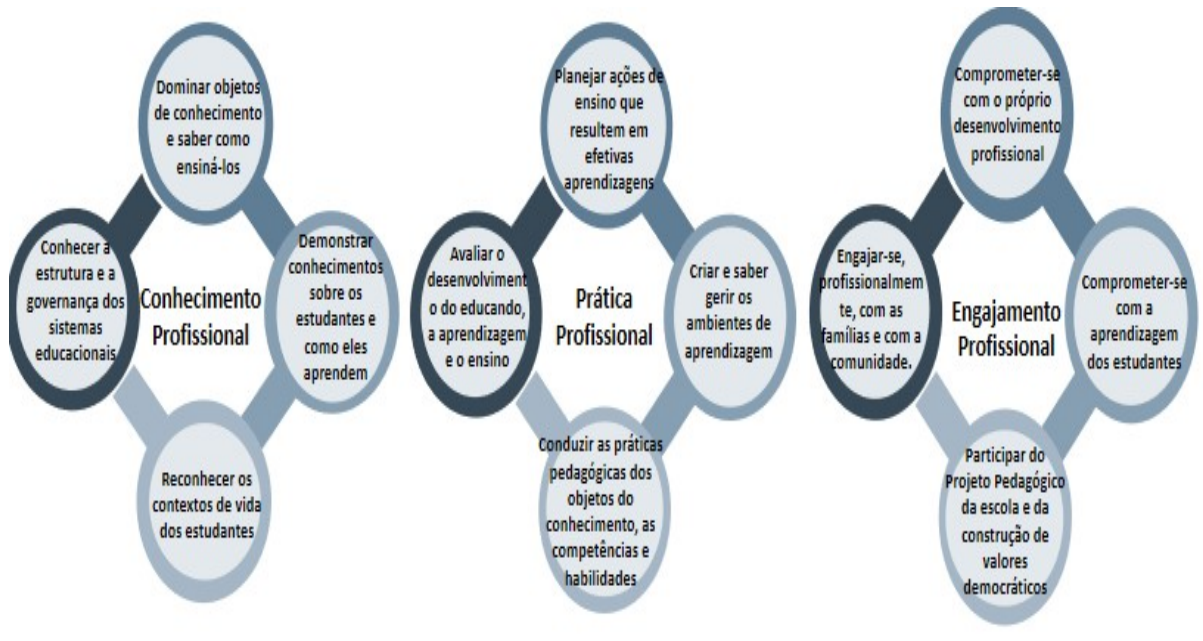 Dominar objetos
de conhecimento
e saber como
ensiná-los
Conhecer a
estrutura e a
governança dos
sistemas
educacionais
Conhecimento
Profissional
Demonstrar
conhecimentos
sobre os
estudantes e
como eles
aprendem
Reconhecer os
contextos de vida
dos estudantes
Planejar ações de
ensino que
resultem em
efetivas
aprendizagens
Avaliar o
desenvolviment
o do educando,
a aprendizagem
e o ensino
Prática
Profissional
Criar e saber
gerir os
ambientes de
aprendizagem
Conduzir as práticas
pedagógicas dos
objetos do
conhecimento, as
competências e
habilidades
Comprometer-se
com o próprio
desenvolvimento
profissional
Engajar-se,
profissionalmem
te, com as
famílias e com a
comunidade.
Engajamento
Profissional
Comprometer-se
com a
aprendizagem
dos estudantes
Participar do
Projeto Pedagógico
da escola e da
construção de
valores
democráticos